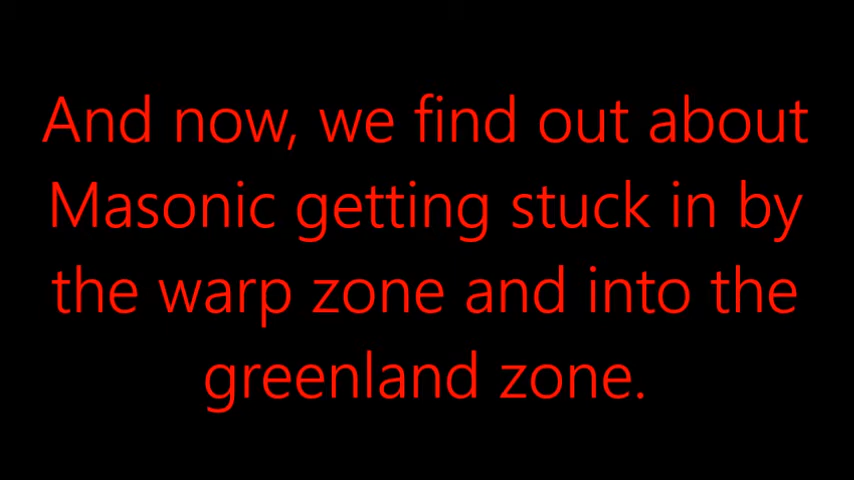 And now, we find out about
Masonic getting stuck in by
the warp zone and into the
greenland zone.